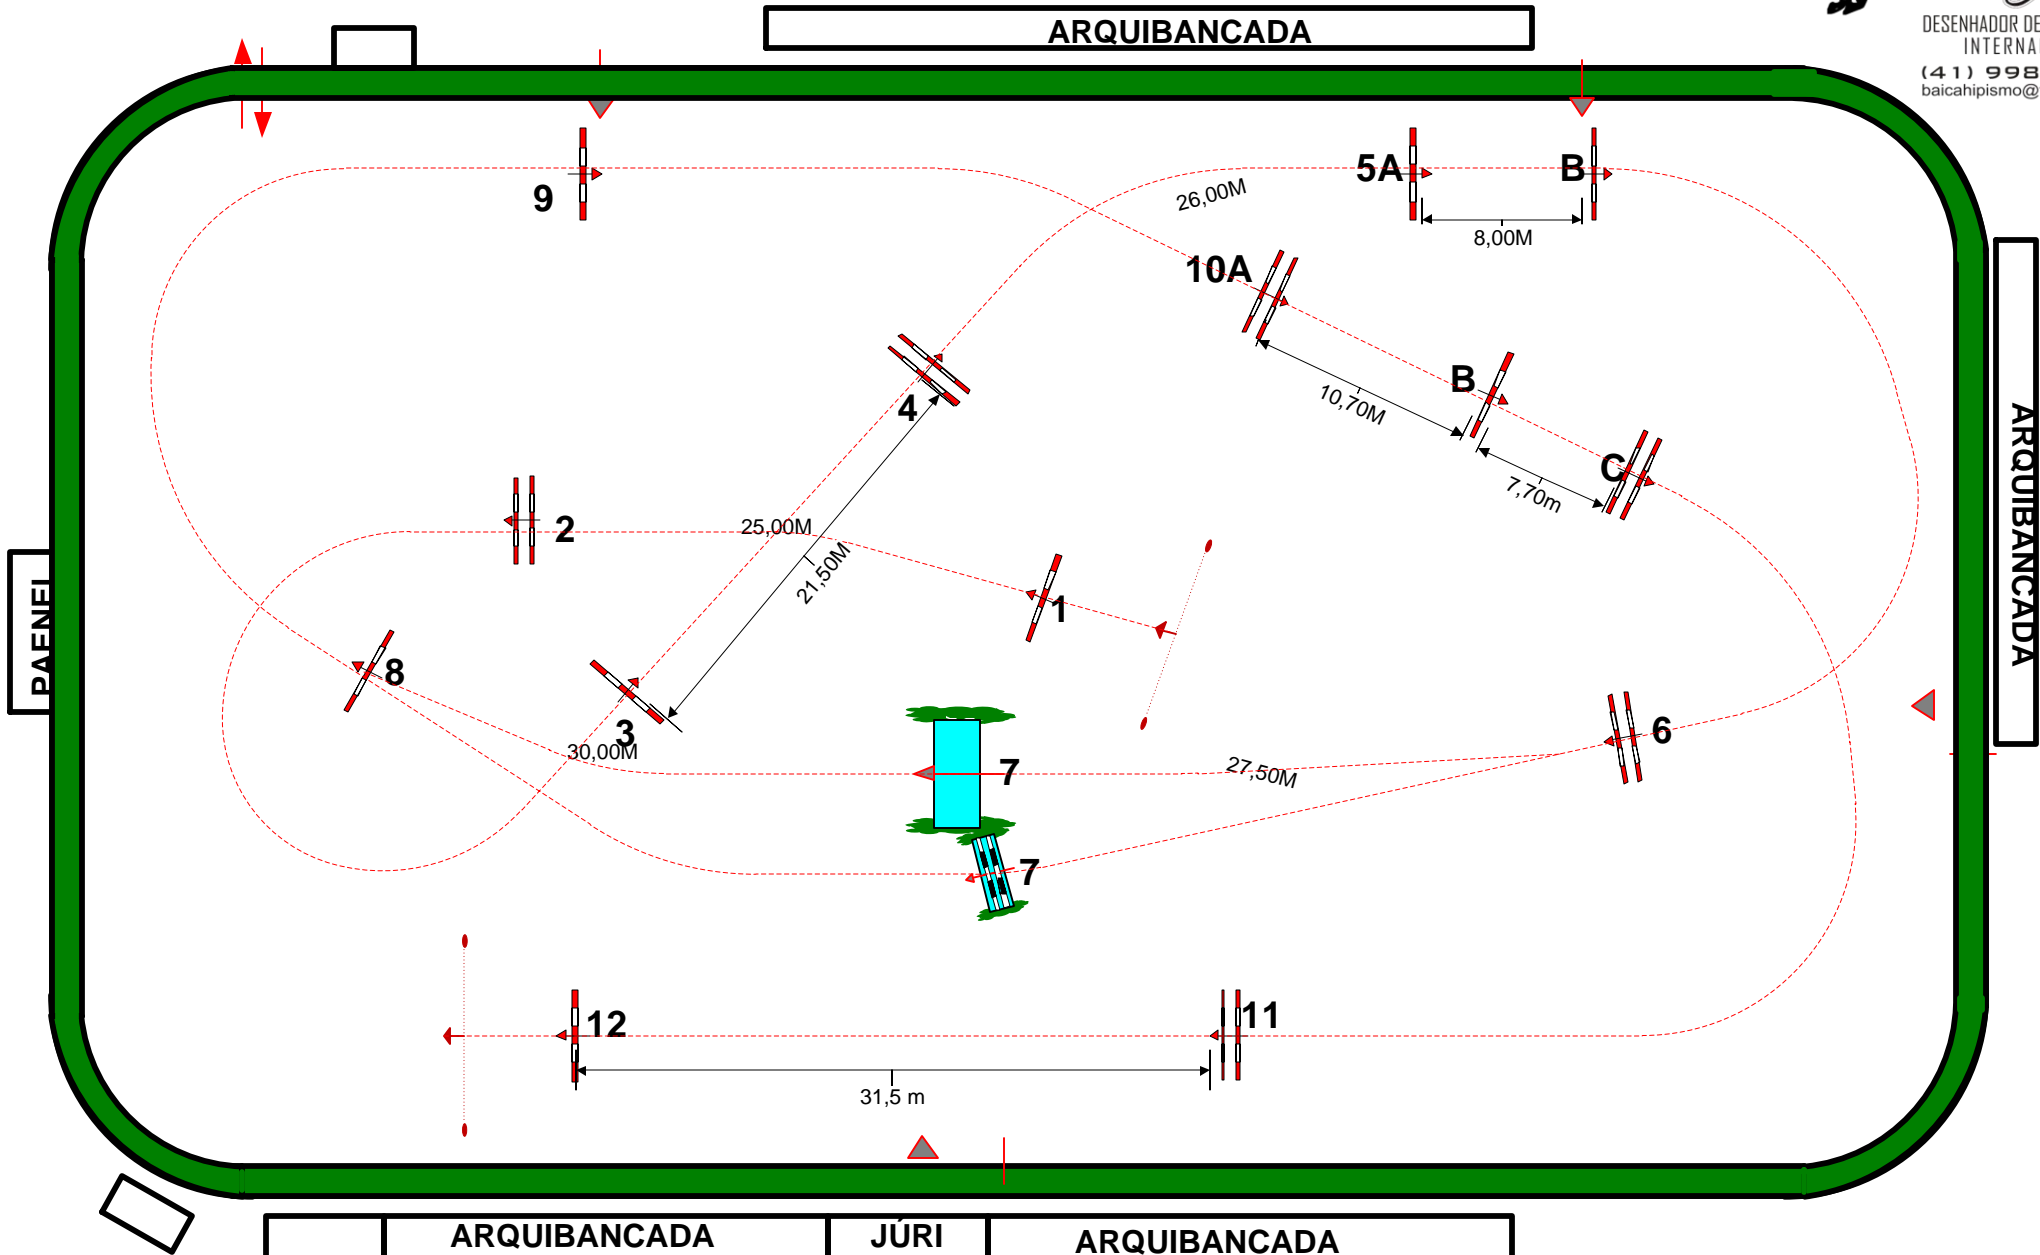 ARQUIBANCADA
DESENHADOR DE
(41) 998
baicahipismo@
9
26,00M
5A
B
8,00M
10A
10,70M
B
7,70m
C
4
2
25,00M
21,50M
1
ARQUIBANCADA
8
3
30,00M
7
27,50M
6
7
12
11
31,5 m
ARQUIBANCADA
JÚRI
ARQUIBANCADA